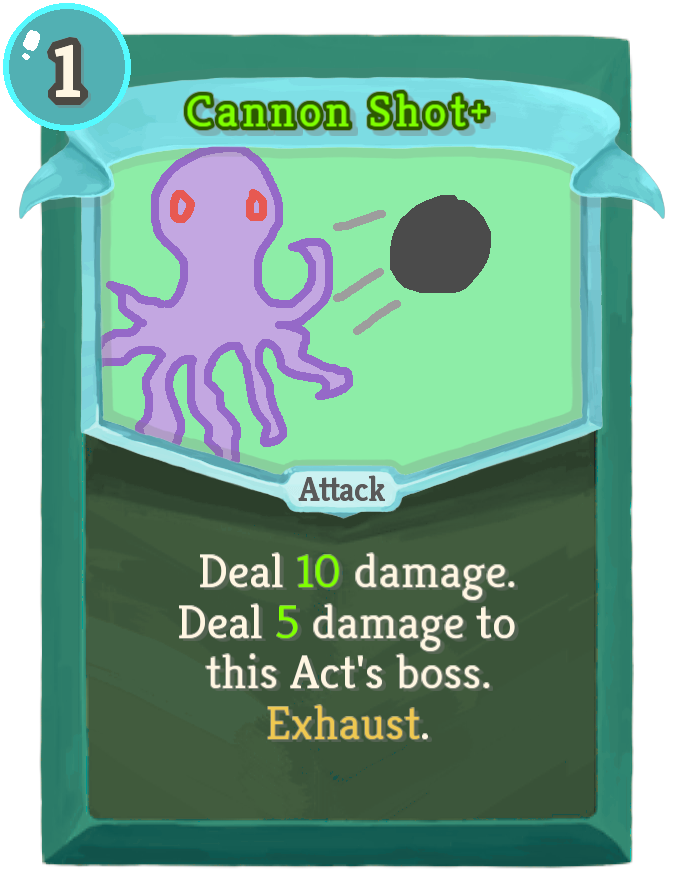 1
Cannon Shot+
Attack
Deal 10 damage.
Deal 5 damage to
this Act's boss.
Exhaust.